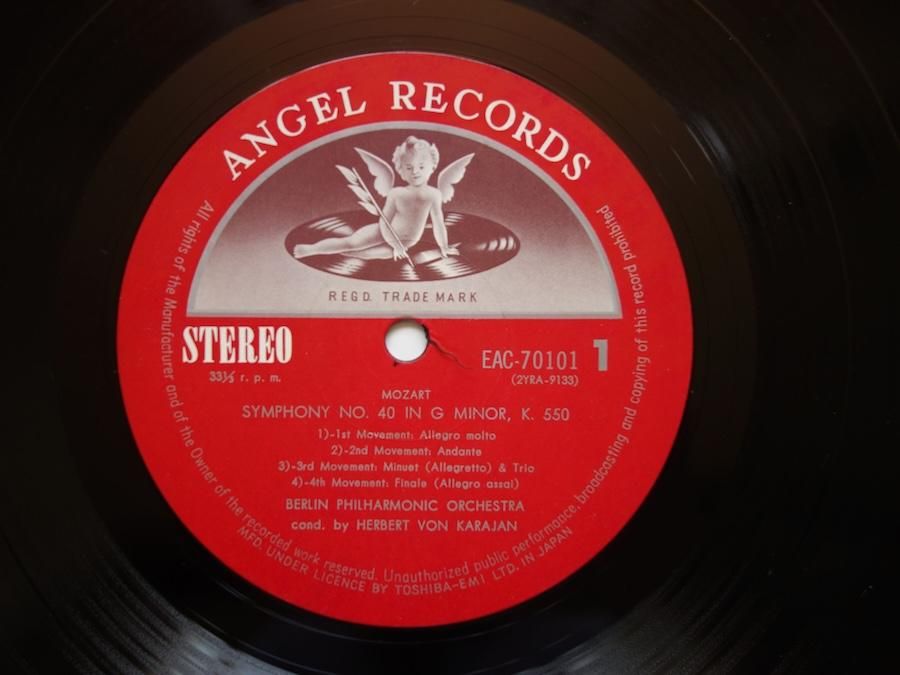 ANGEL RECORDS
REGD. TRADE MARK
STEREO
33⅓ r. p. m.
EAC-70101 1
(2YRA-9133)
MOZART
SYMPHONY NO. 40 IN G MINOR, K. 550
1)-1st Movement: Allegro molto
2)-2nd Movement: Andante
3)-3rd Movement: Minuet (Allegretto) & Trio
4)-4th Movement: Finale (Allegro assai)
BERLIN PHILHARMONIC ORCHESTRA
cond. by HERBERT VON KARAJAN
All rights of the Manufacturer and of the Owner of the recorded work reserved. Unauthorized public performance, broadcasting and copying of this record prohibited
MFD. UNDER LICENCE BY TOSHIBA-EMI LTD. IN JAPAN